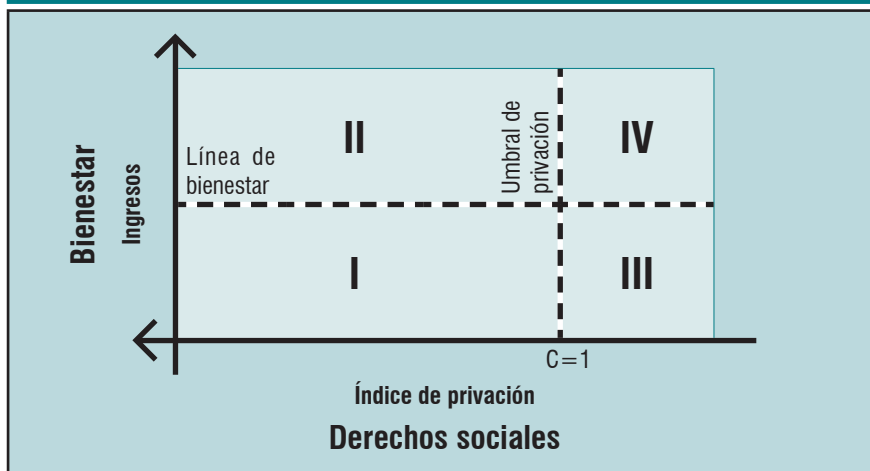 II
Umbral de
privación
IV
Línea de
bienestar
Bienestar
Ingresos
I
III
C=1
Índice de privación
Derechos sociales